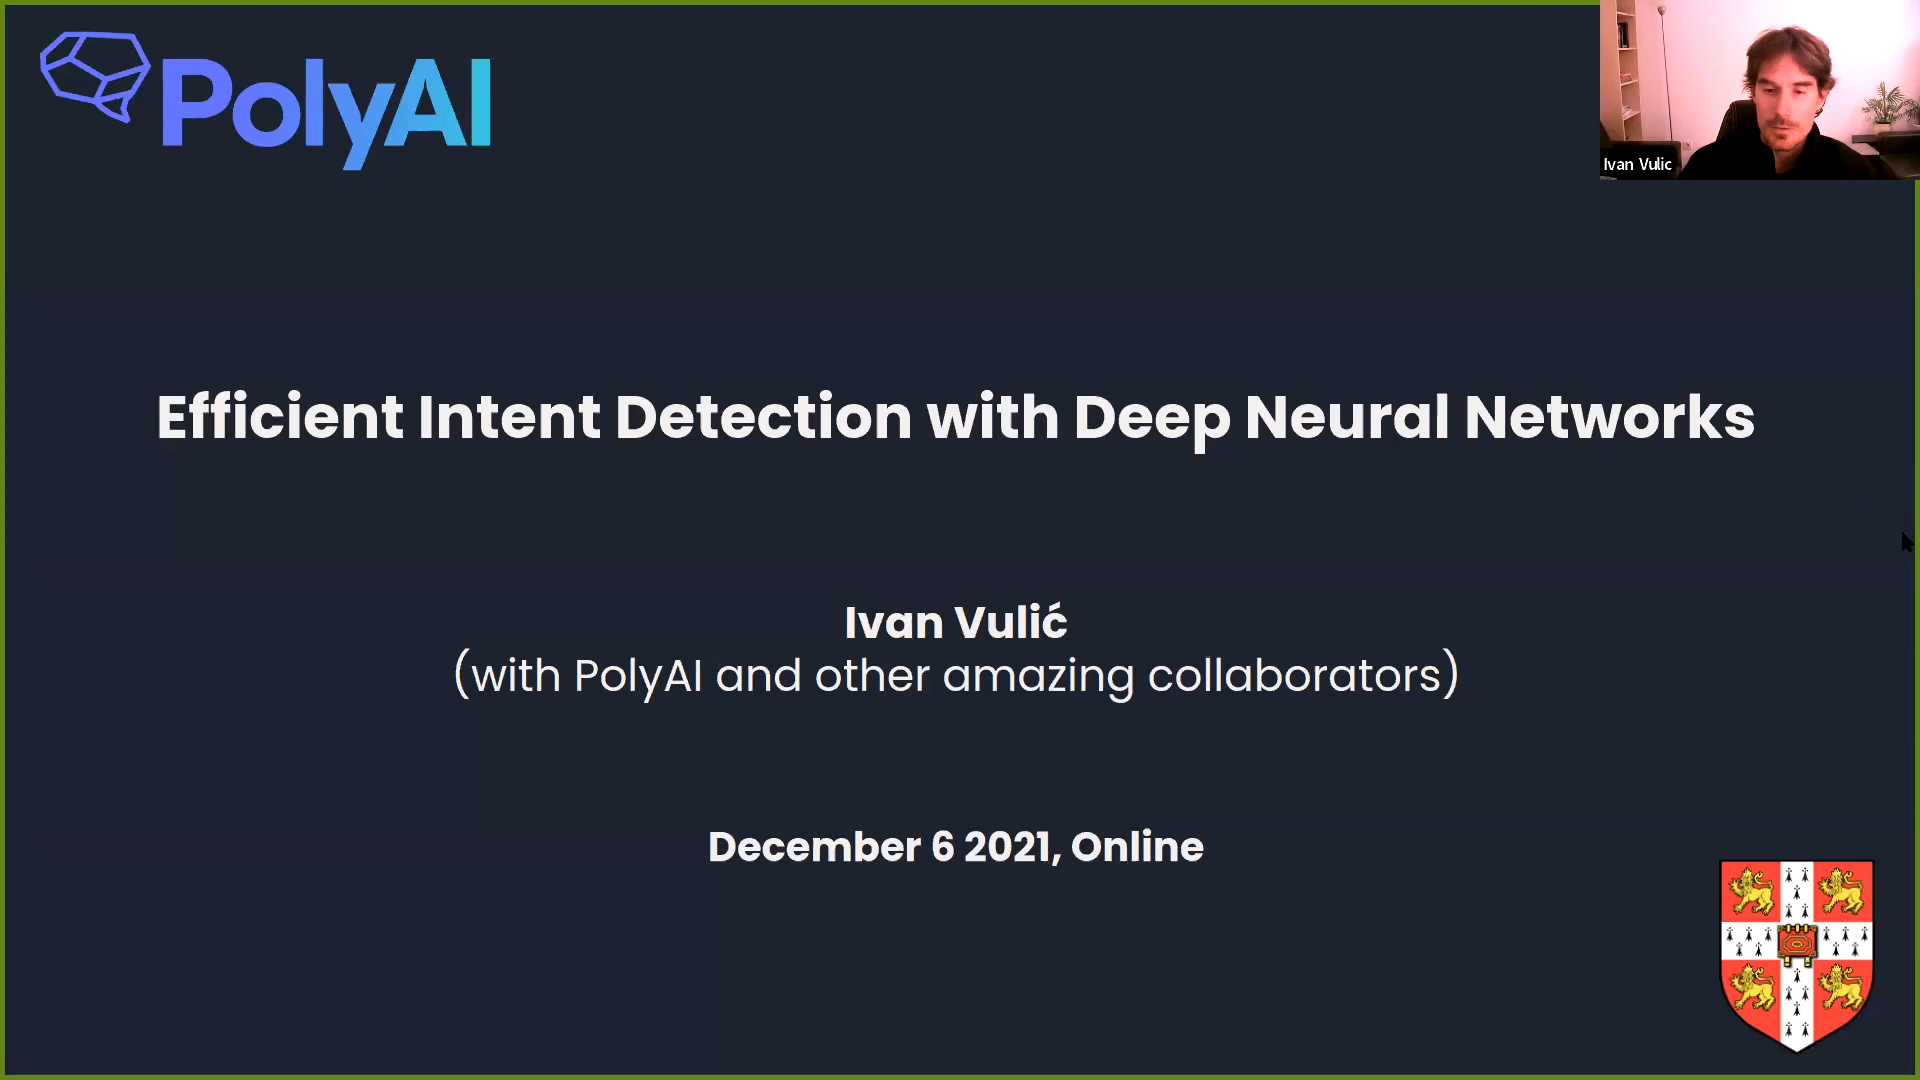 PolyAI
Ivan Vulic
Efficient Intent Detection with Deep Neural Networks
Ivan Vulić
(with PolyAI and other amazing collaborators)
December 6 2021, Online